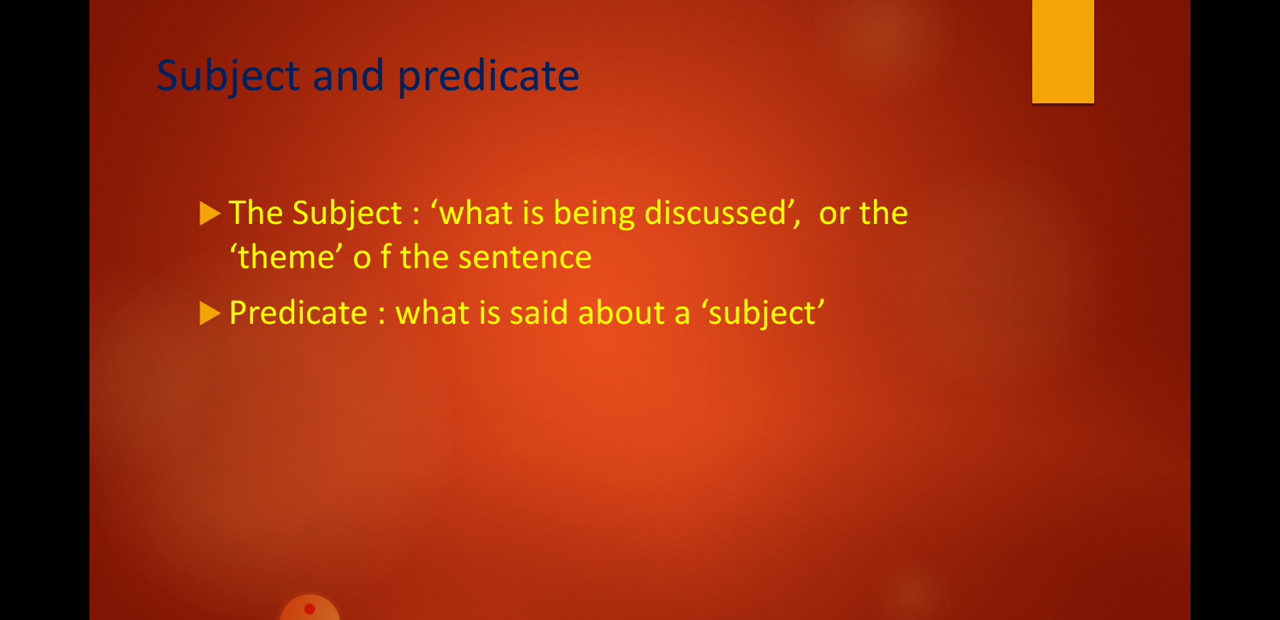 Subject and predicate
The Subject : ‘what is being discussed’,  or the
‘theme’ o f the sentence
Predicate : what is said about a ‘subject’